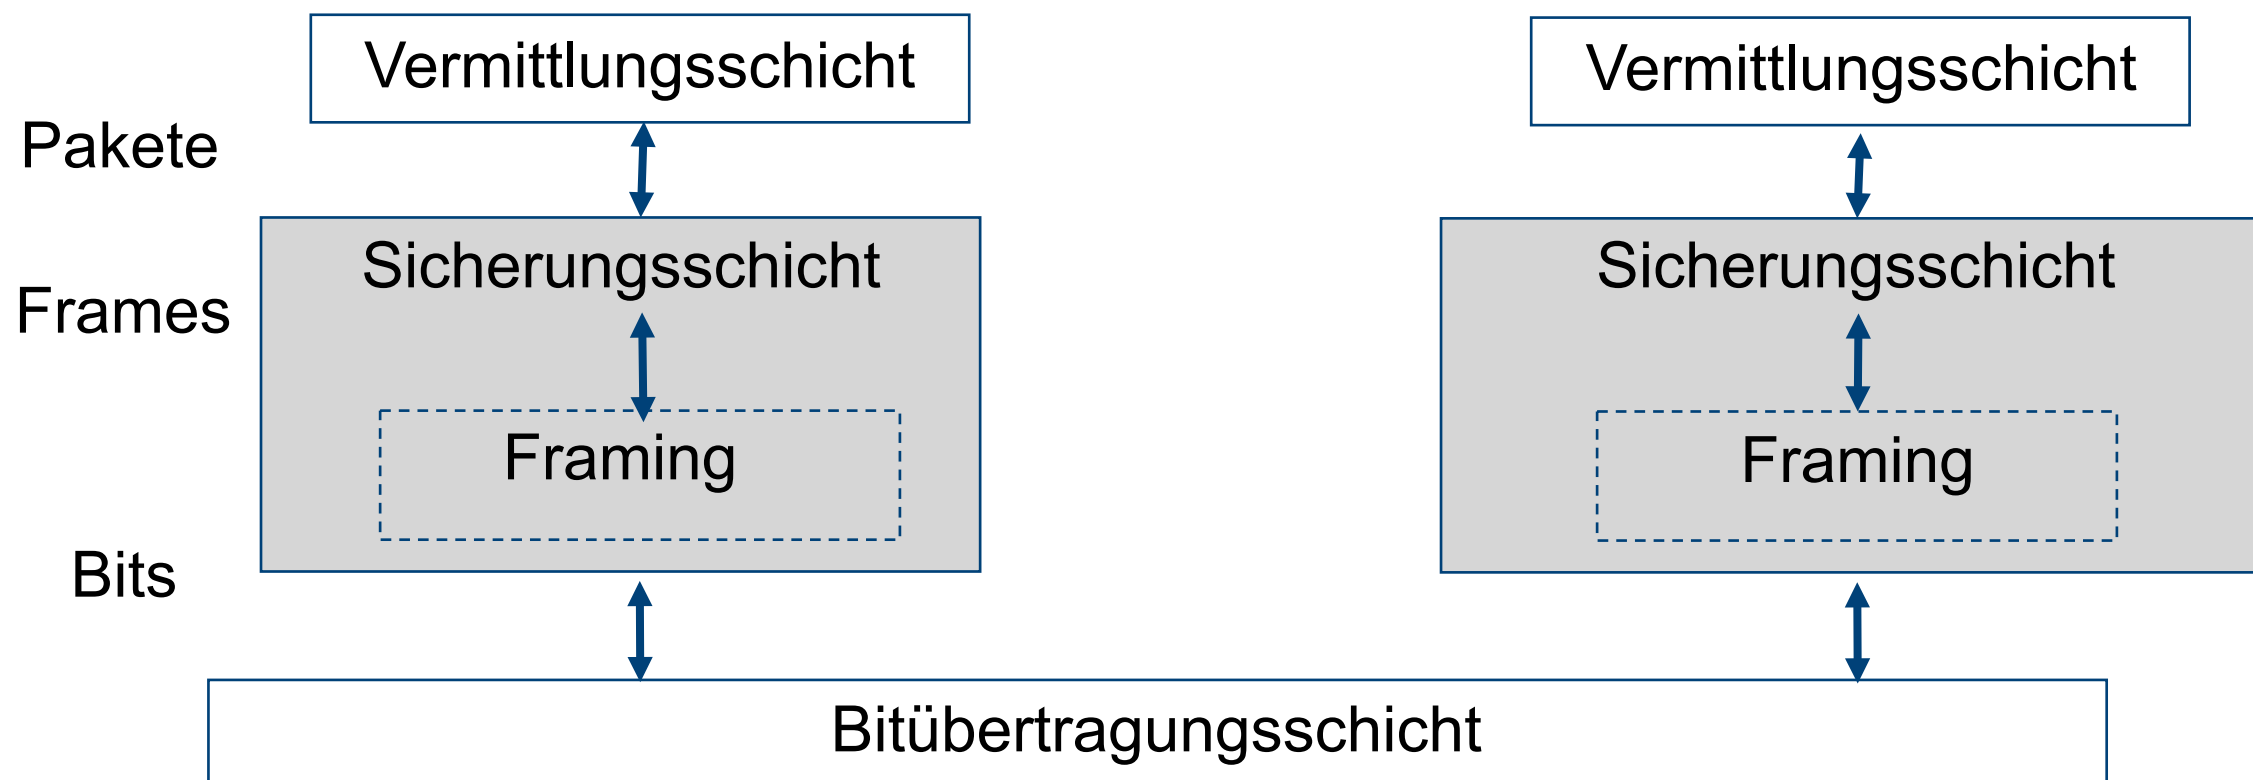 Vermittlungsschicht
Vermittlungsschicht
Pakete
Sicherungsschicht
Sicherungsschicht
Frames
Framing
Framing
Bits
Bitübertragungsschicht